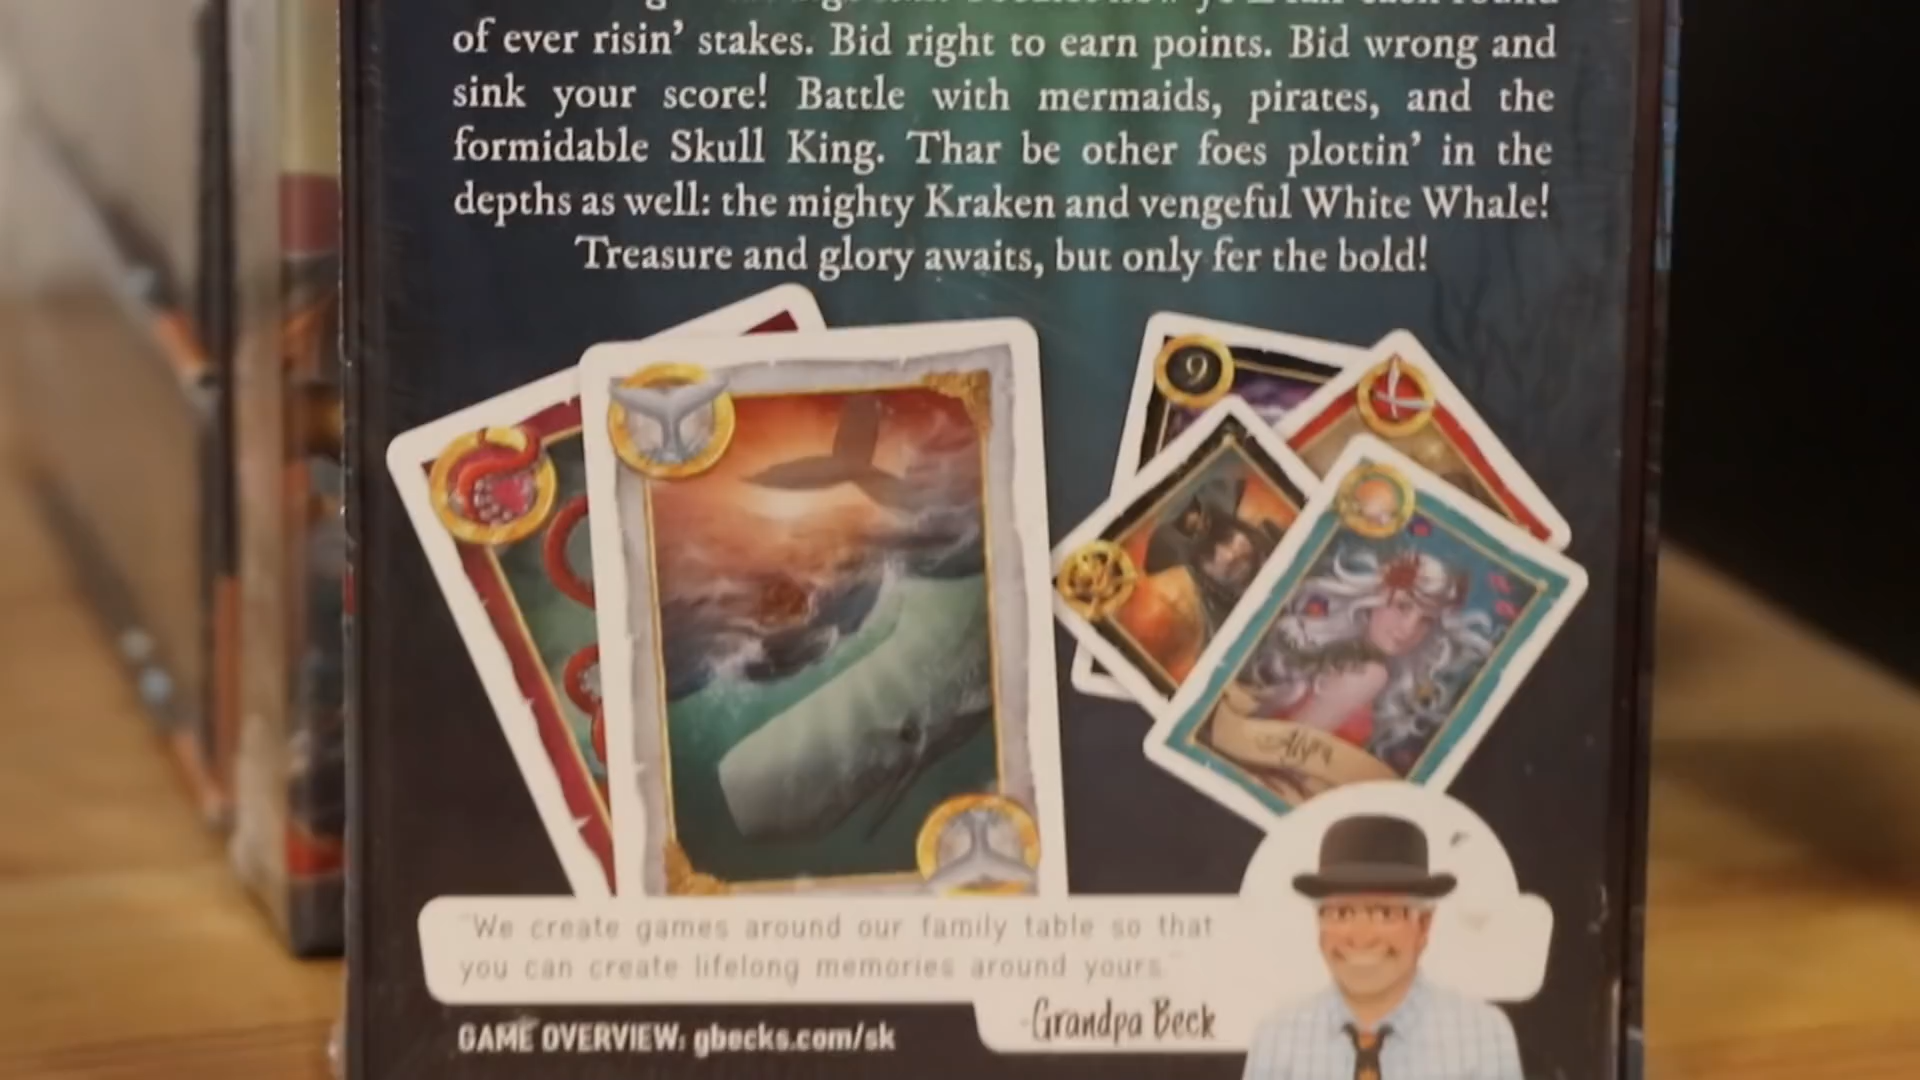 of ever risin' stakes. Bid right to earn points. Bid wrong and
sink your score! Battle with mermaids, pirates, and the
formidable Skull King. Thar be other foes plottin' in the
depths as well: the mighty Kraken and vengeful White Whale!
Treasure and glory awaits, but only fer the bold!
9
Alyra
"We create games around our family table so that
you can create lifelong memories around yours."
-Grandpa Beck
GAME OVERVIEW: gbecks.com/sk